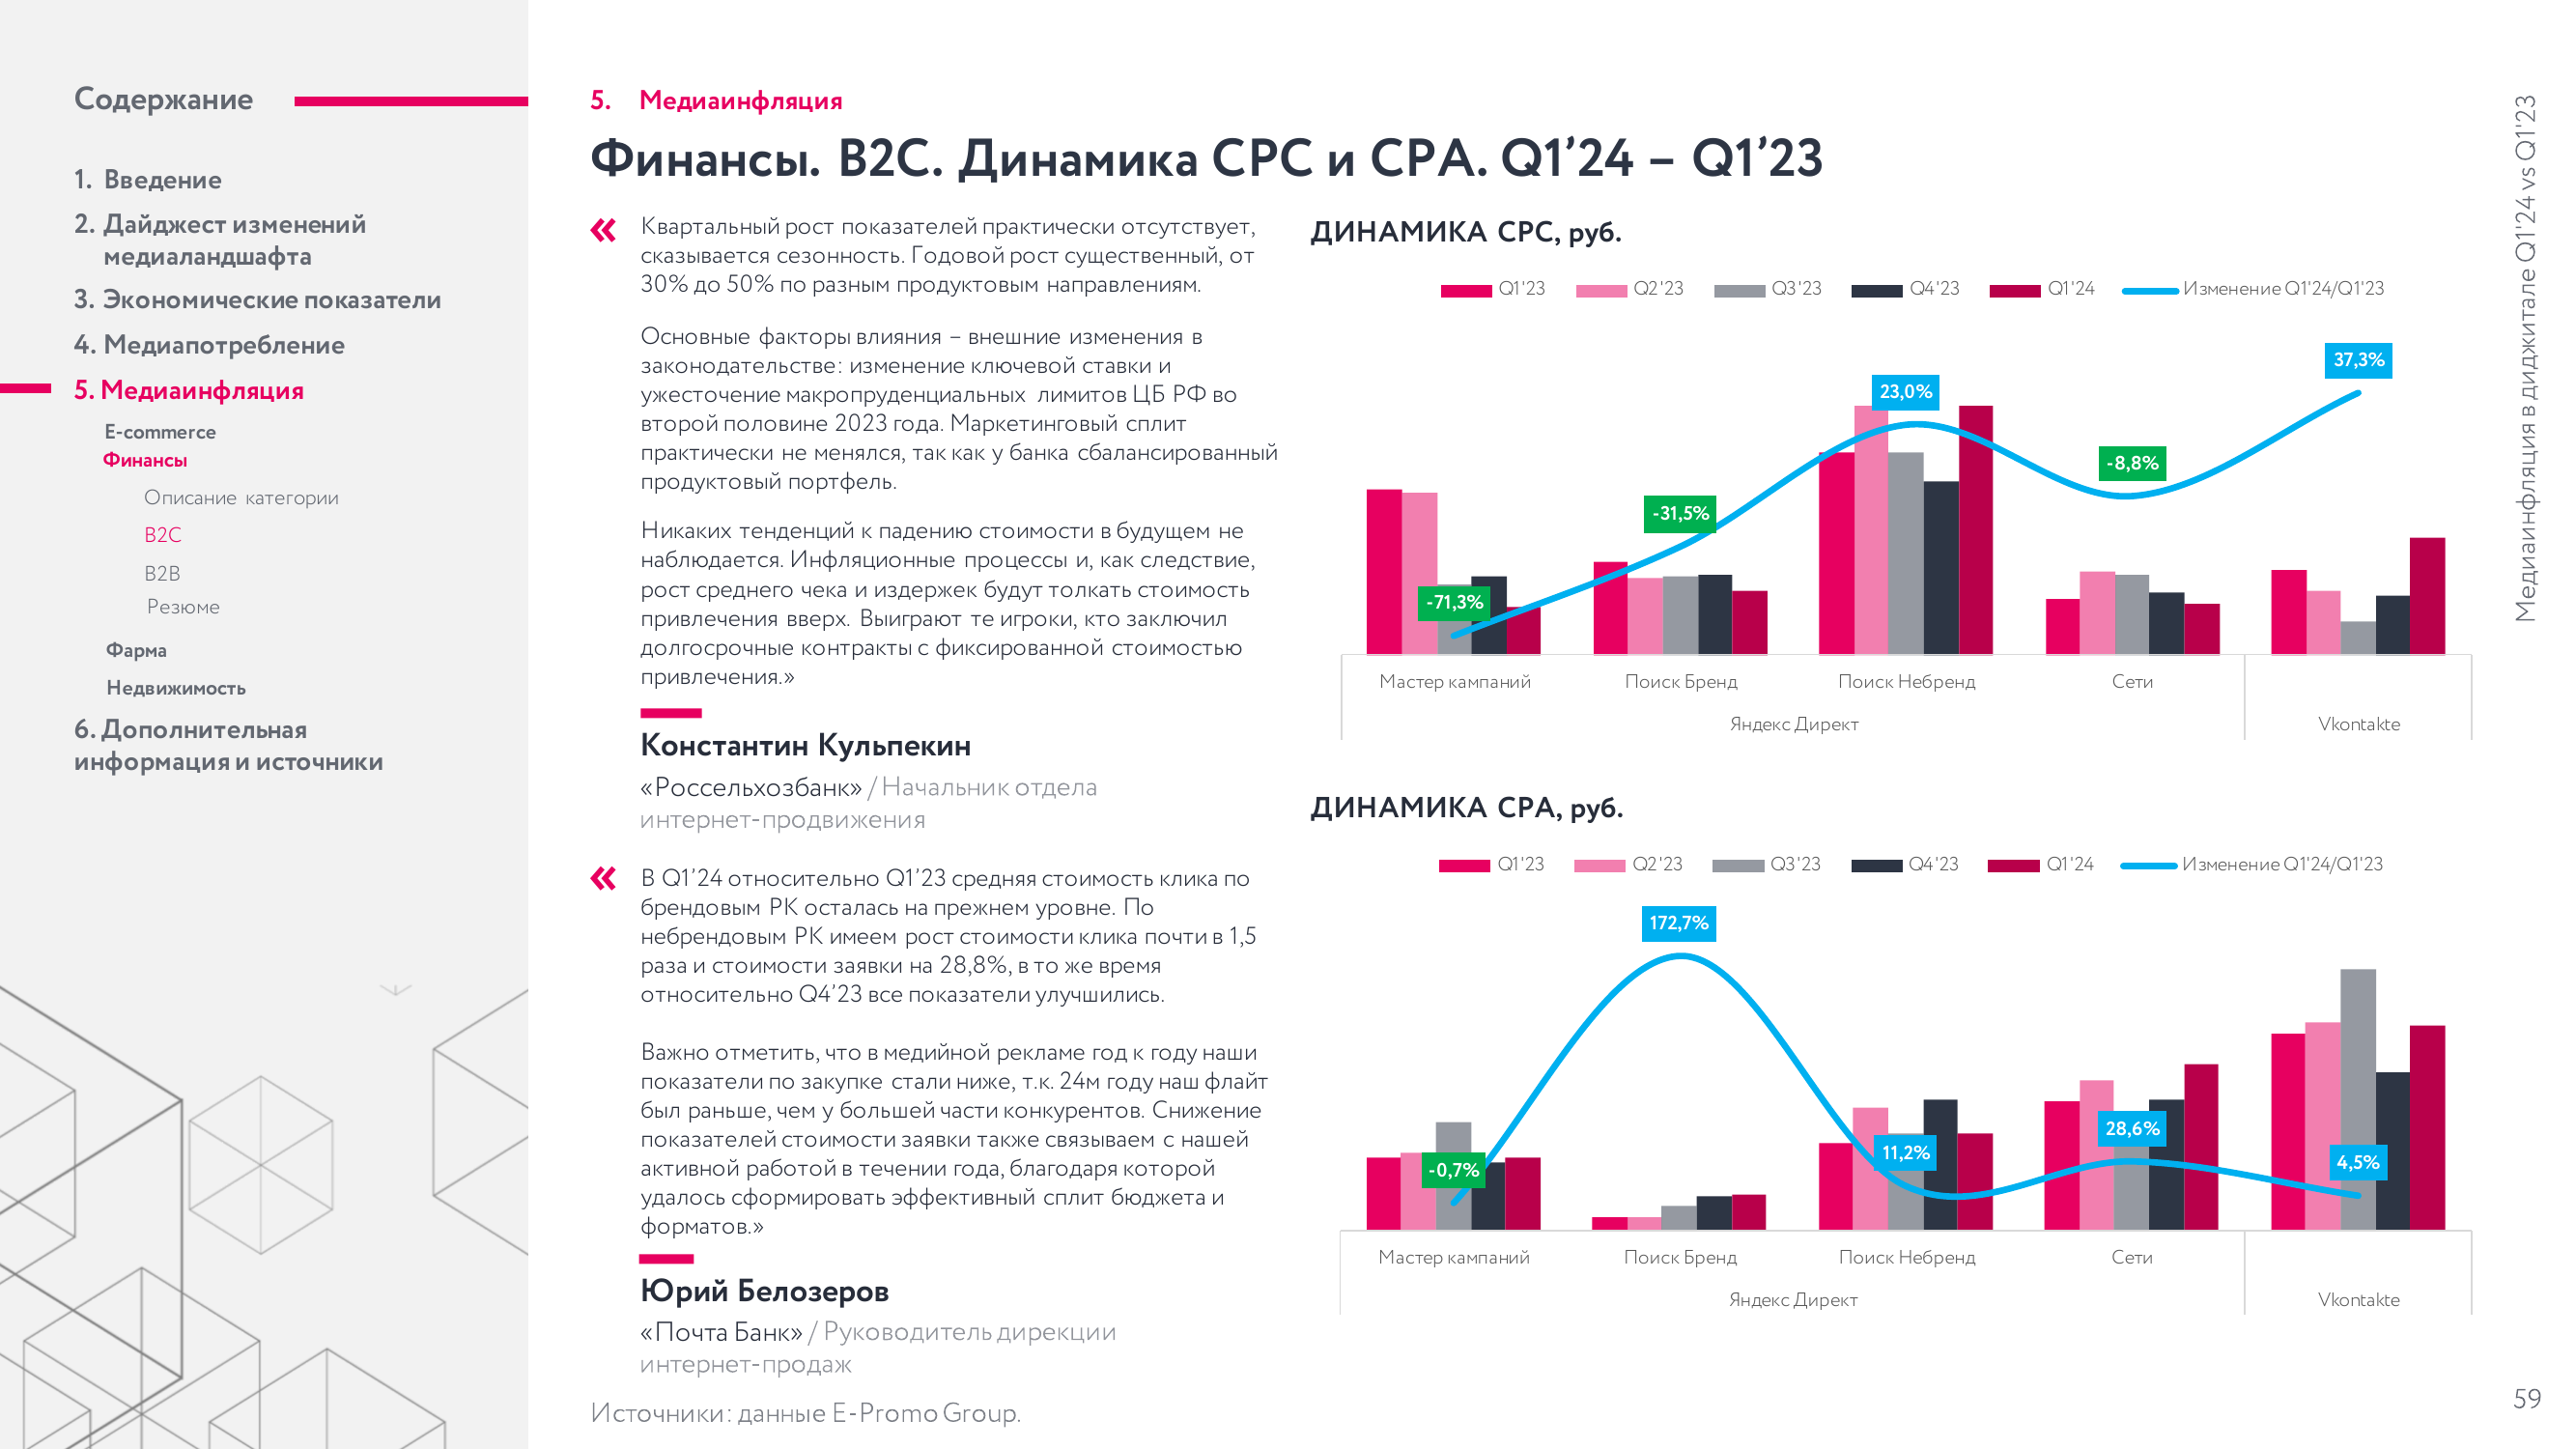 Содержание
1. Введение
2. Дайджест изменений
медиаландшафта
3. Экономические показатели
4. Медиапотребление
5. Медиаинфляция
E-commerce
Финансы
Описание категории
B2C
B2B
Резюме
Фарма
Недвижимость
6. Дополнительная
информация и источники
5. Медиаинфляция
Финансы. B2C. Динамика CPC и CPA. Q1’24 – Q1’23
« Квартальный рост показателей практически отсутствует,
сказывается сезонность. Годовой рост существенный, от
30% до 50% по разным продуктовым направлениям.
Основные факторы влияния – внешние изменения в
законодательстве: изменение ключевой ставки и
ужесточение макропруденциальных лимитов ЦБ РФ во
второй половине 2023 года. Маркетинговый сплит
практически не менялся, так как у банка сбалансированный
продуктовый портфель.
Никаких тенденций к падению стоимости в будущем не
наблюдается. Инфляционные процессы и, как следствие,
рост среднего чека и издержек будут толкать стоимость
привлечения вверх. Выиграют те игроки, кто заключил
долгосрочные контракты с фиксированной стоимостью
привлечения.»
Константин Кульпекин
«Россельхозбанк» / Начальник отдела
интернет-продвижения
« В Q1’24 относительно Q1’23 средняя стоимость клика по
брендовым РК осталась на прежнем уровне. По
небрендовым РК имеем рост стоимости клика почти в 1,5
раза и стоимости заявки на 28,8%, в то же время
относительно Q4’23 все показатели улучшились.
Важно отметить, что в медийной рекламе год к году наши
показатели по закупке стали ниже, т.к. 24м году наш флайт
был раньше, чем у большей части конкурентов. Снижение
показателей стоимости заявки также связываем с нашей
активной работой в течении года, благодаря которой
удалось сформировать эффективный сплит бюджета и
форматов.»
Юрий Белозеров
«Почта Банк» / Руководитель дирекции
интернет-продаж
Источники: данные E-Promo Group.
ДИНАМИКА CPC, руб.
Q1'23 Q2'23 Q3'23 Q4'23 Q1'24 Изменение Q1'24/Q1'23
-71,3% -31,5% 23,0% -8,8% 37,3%
Мастер кампаний Поиск Бренд Поиск Небренд Сети
Яндекс Директ Vkontakte
ДИНАМИКА CPA, руб.
Q1'23 Q2'23 Q3'23 Q4'23 Q1'24 Изменение Q1'24/Q1'23
-0,7% 172,7% 11,2% 28,6% 4,5%
Мастер кампаний Поиск Бренд Поиск Небренд Сети
Яндекс Директ Vkontakte
Медиаинфляция в диджитале Q1'24 vs Q1'23
59